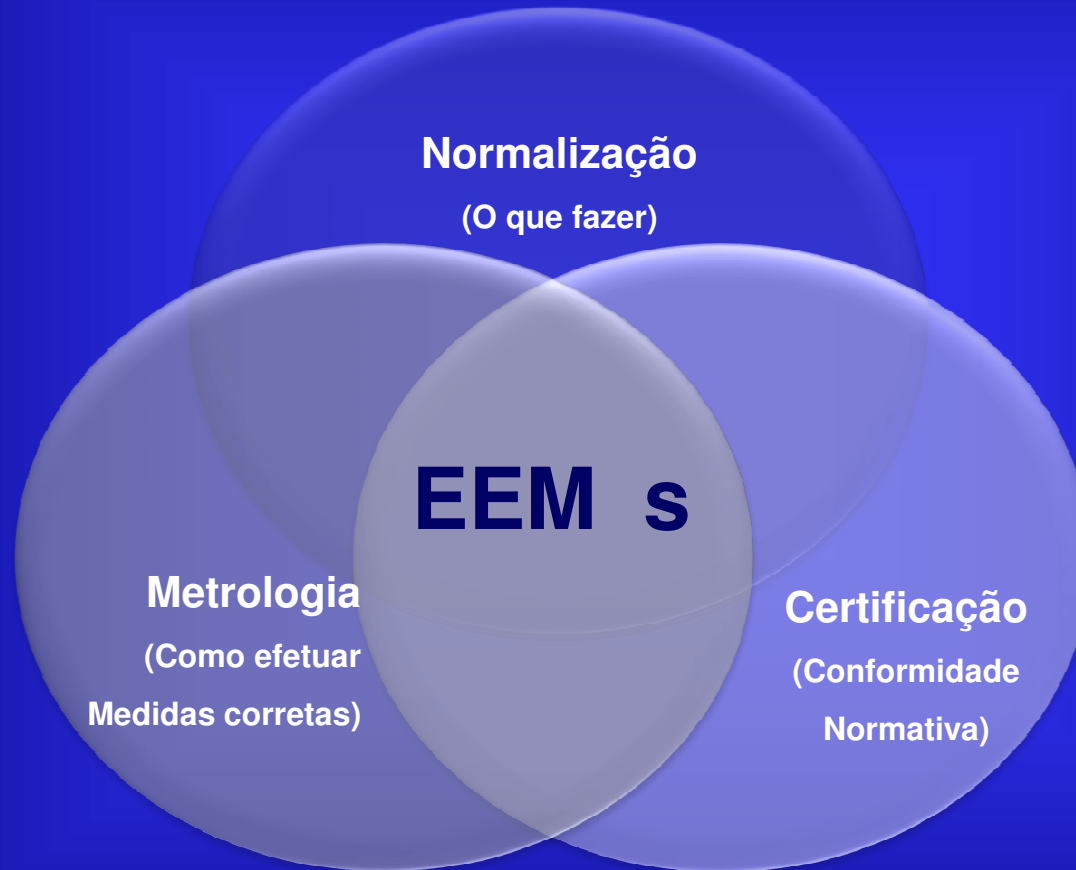 Normalização
(O que fazer)
EEM s
Metrologia
(Como efetuar
Medidas corretas)
Certificação
(Conformidade
Normativa)